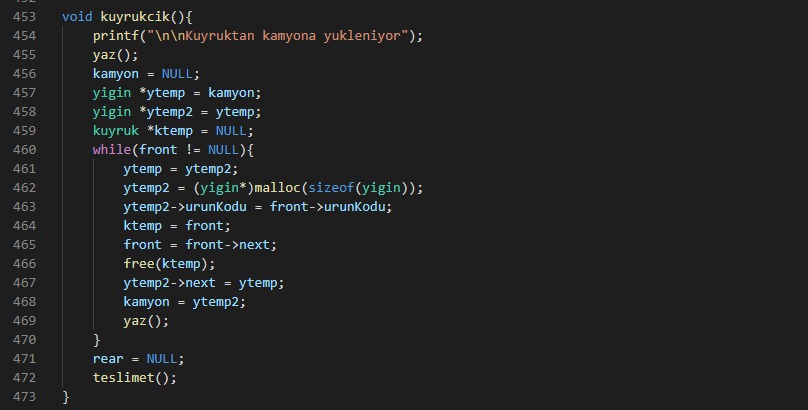 453 void kuyrukcik(){
454 printf("\n\nKuyruktan kamyona yukleniyor");
455 yaz();
456 kamyon = NULL;
457 yigin *ytemp = kamyon;
458 yigin *ytemp2 = ytemp;
459 kuyruk *ktemp = NULL;
460 while(front != NULL){
461 ytemp = ytemp2;
462 ytemp2 = (yigin*)malloc(sizeof(yigin));
463 ytemp2->urunKodu = front->urunKodu;
464 ktemp = front;
465 front = front->next;
466 free(ktemp);
467 ytemp2->next = ytemp;
468 kamyon = ytemp2;
469 yaz();
470 }
471 rear = NULL;
472 teslimet();
473 }